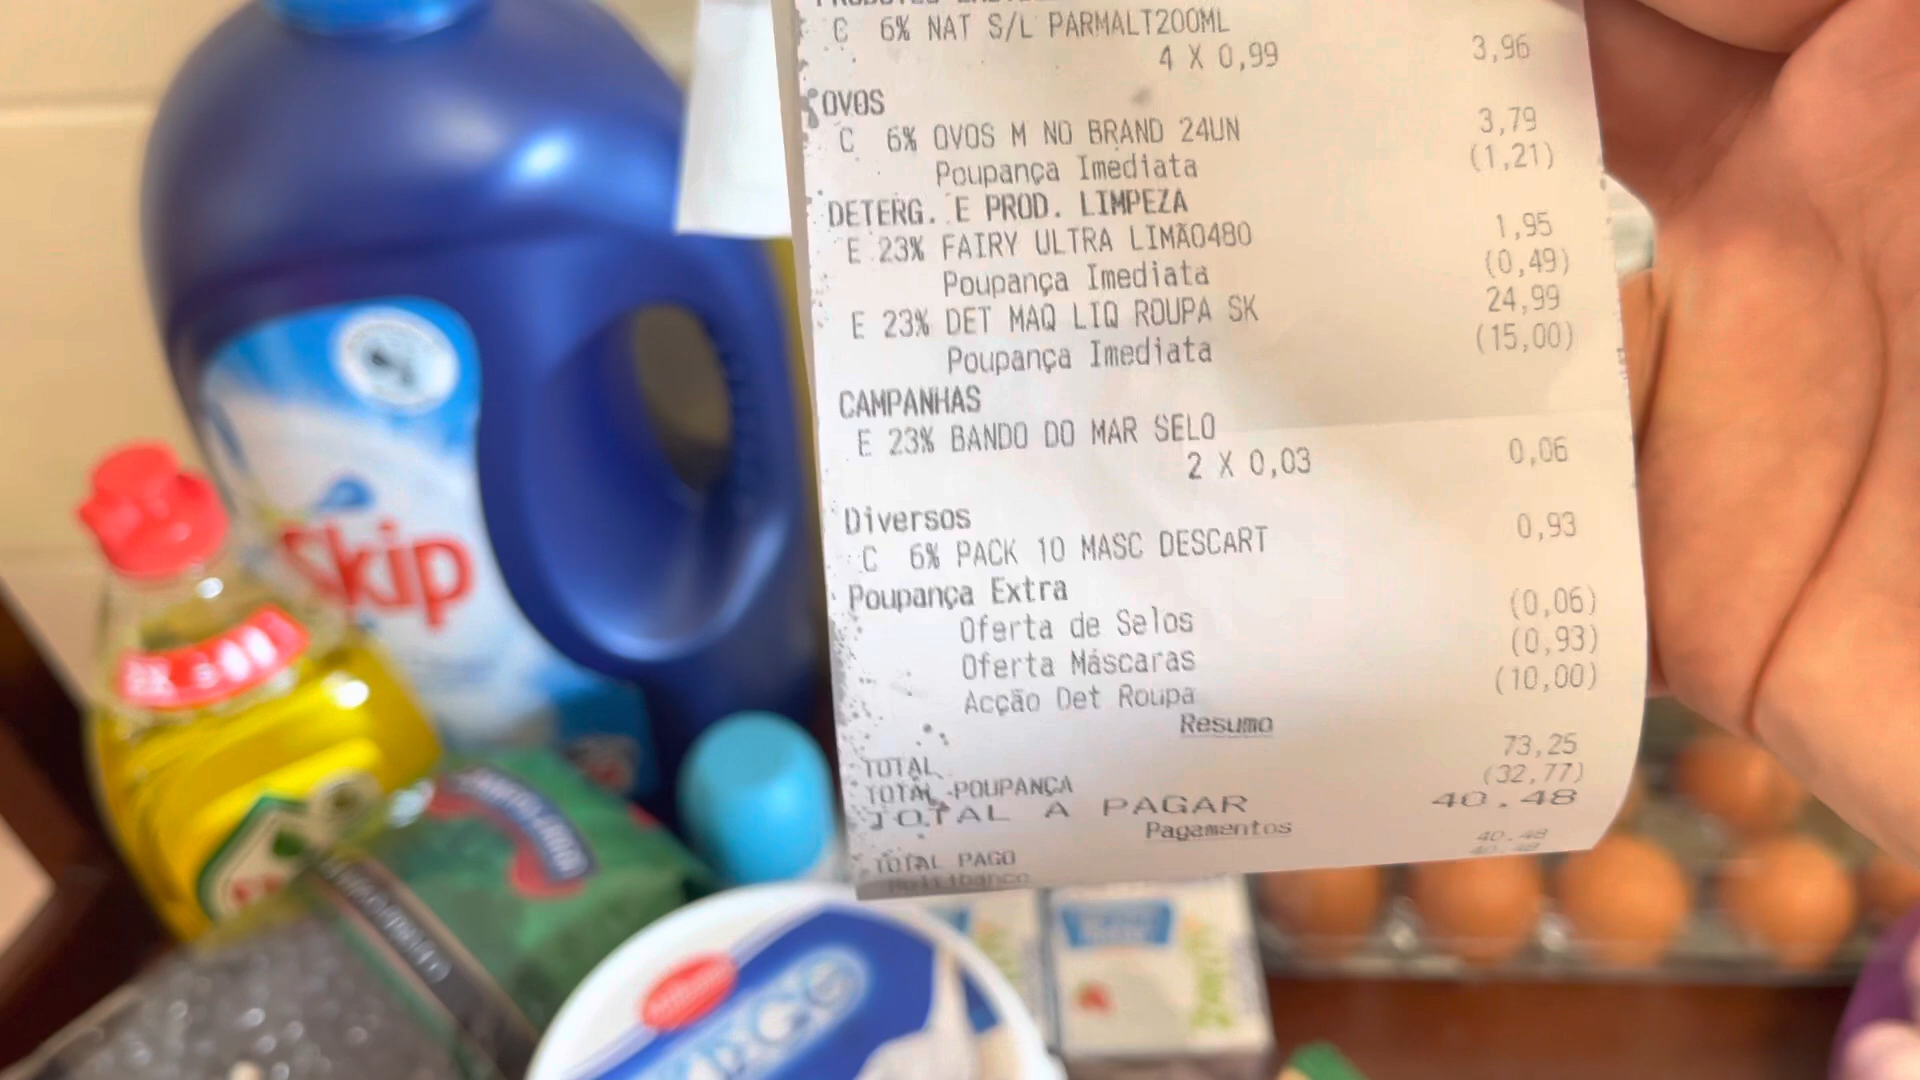 C 6% NAT S/L PARMALT200ML
4 X 0,99 3,96
OVOS
C 6% OVOS M NO BRAND 24UN 3,79
Poupança Imediata (1,21)
DETERG. E PROD. LIMPEZA
E 23% FAIRY ULTRA LIMÃO480 1,95
Poupança Imediata (0,49)
E 23% DET MAQ LIQ ROUPA SK 24,99
Poupança Imediata (15,00)
CAMPANHAS
E 23% BANDO DO MAR SELO
2 X 0,03 0,06
Diversos
C 6% PACK 10 MASC DESCART 0,93
Poupança Extra
Oferta de Selos (0,06)
Oferta Máscaras (0,93)
Acção Det Roupa (10,00)
Resumo
TOTAL 73,25
TOTAL POUPANÇA (32,77)
TOTAL A PAGAR 40.48
Pagamentos
TOTAL PAGO 40.48
Skip